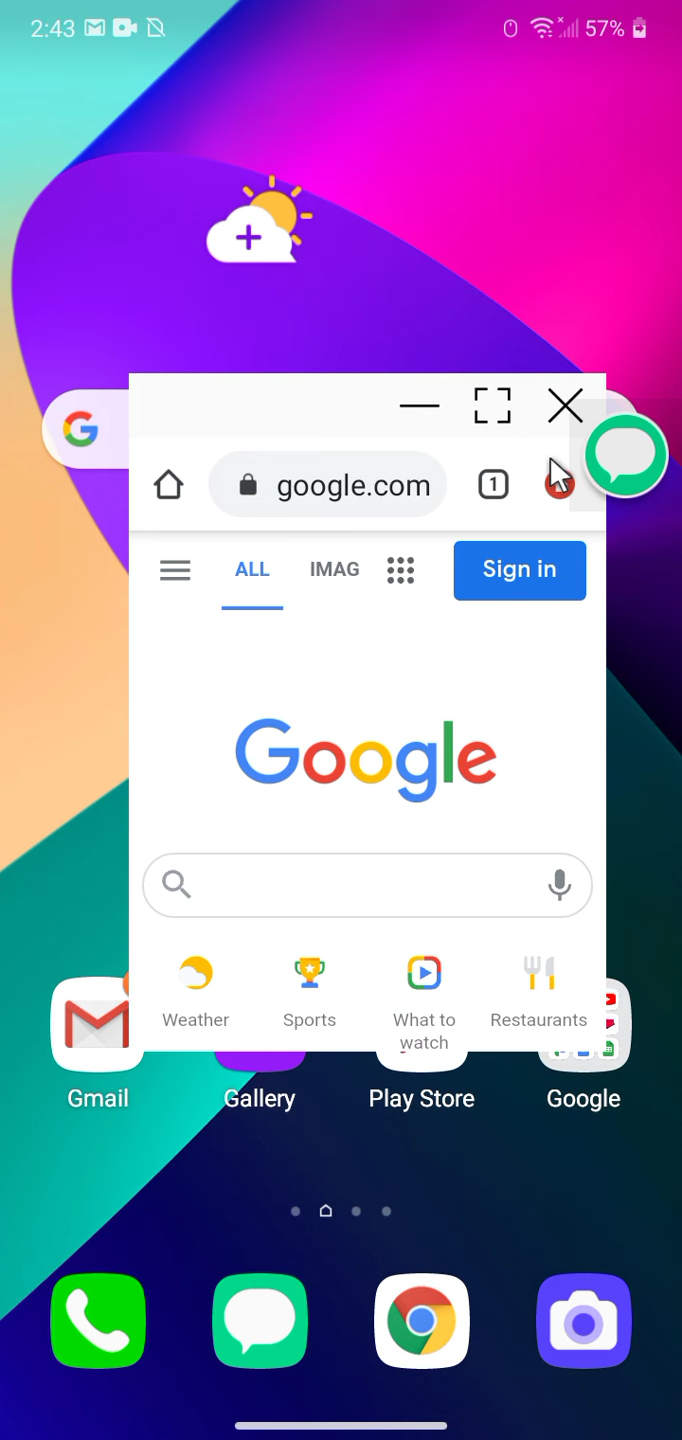 2:43
57%
G
google.com
1
ALL IMAG Sign in
Google
Weather Sports What to watch Restaurants
Gmail Gallery Play Store Google